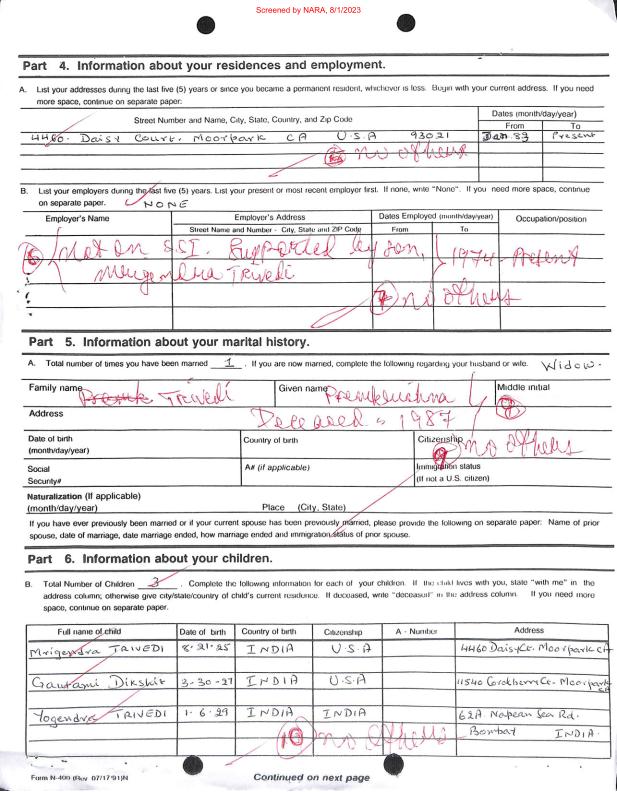 Screened by NARA, 8/1/2023
Part 4. Information about your residences and employment.
A. List your addresses during the last five (5) years or since you became a permanent resident, whichever is less. Begin with your current address. If you need
more space, continue on separate paper:
Street Number and Name, City, State, Country, and Zip Code
Dates (month/day/year)
From To
4460. Daisy Court. Moorpark CA U.S.A 93021 Jan. 83 Present
no others
B. List your employers during the last five (5) years. List your present or most recent employer first. If none, write "None". If you need more space, continue
on separate paper. NONE
Employer's Name Employer's Address Dates Employed (month/day/year) Occupation/position
Street Name and Number - City, State and ZIP Code From To
6 Not on SSI. Supported by son, 1974 - Present
Mrigendra Trivedi
7 no others
Part 5. Information about your marital history.
A. Total number of times you have been married 1 . If you are now married, complete the following regarding your husband or wife. Widow.
Family name Trivedi Given name Premkrishna Middle initial
8
Address Deceased - 1987
Date of birth Country of birth Citizenship
(month/day/year) 9 no others
Social A# (if applicable) Immigration status
Security# (If not a U.S. citizen)
Naturalization (If applicable)
(month/day/year) Place (City, State)
If you have ever previously been married or if your current spouse has been previously married, please provide the following on separate paper: Name of prior
spouse, date of marriage, date marriage ended, how marriage ended and immigration status of prior spouse.
Part 6. Information about your children.
B. Total Number of Children 3 . Complete the following information for each of your children. If the child lives with you, state "with me" in the
address column; otherwise give city/state/country of child's current residence. If deceased, write "deceased" in the address column. If you need more
space, continue on separate paper.
Full name of child Date of birth Country of birth Citizenship A - Number Address
Mrigendra TRIVEDI 8-21-25 INDIA U.S.A 4460 Daisy Ct. Moorpark CA
Gautami Dikshit 3-30-27 INDIA U.S.A 11540 Moorpark CA
Yogendra TRIVEDI 1-6-29 INDIA INDIA 62A. Napean Sea Rd.
10 no others Bombay INDIA.
Form N-400 (Rev 07/17/91)N Continued on next page